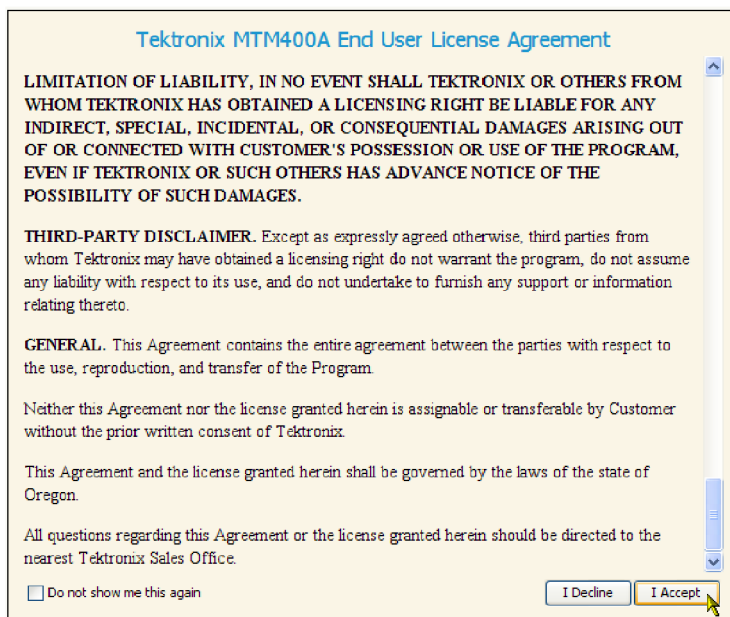 Tektronix MTM400A End User License Agreement
LIMITATION OF LIABILITY, IN NO EVENT SHALL TEKTRONIX OR OTHERS FROM
WHOM TEKTRONIX HAS OBTAINED A LICENSING RIGHT BE LIABLE FOR ANY
INDIRECT, SPECIAL, INCIDENTAL, OR CONSEQUENTIAL DAMAGES ARISING OUT
OF OR CONNECTED WITH CUSTOMER'S POSSESSION OR USE OF THE PROGRAM,
EVEN IF TEKTRONIX OR SUCH OTHERS HAS ADVANCE NOTICE OF THE
POSSIBILITY OF SUCH DAMAGES.
THIRD-PARTY DISCLAIMER. Except as expressly agreed otherwise, third parties from
whom Tektronix may have obtained a licensing right do not warrant the program, do not assume
any liability with respect to its use, and do not undertake to furnish any support or information
relating thereto.
GENERAL. This Agreement contains the entire agreement between the parties with respect to
the use, reproduction, and transfer of the Program.
Neither this Agreement nor the license granted herein is assignable or transferable by Customer
without the prior written consent of Tektronix.
This Agreement and the license granted herein shall be governed by the laws of the state of
Oregon.
All questions regarding this Agreement or the license granted herein should be directed to the
nearest Tektronix Sales Office.
Do not show me this again
I Decline
I Accept